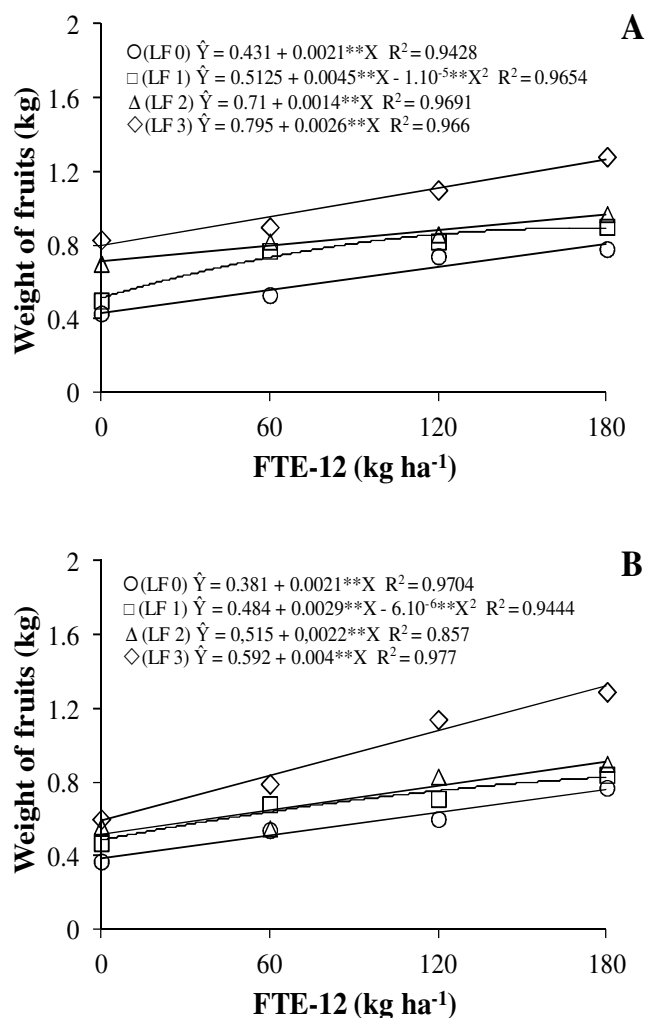 A
2
○(LF 0) Ŷ = 0.431 + 0.0021**X R² = 0.9428
□ (LF 1) Ŷ = 0.5125 + 0.0045**X - 1.10⁻⁵**X² R² = 0.9654
1.6
Δ (LF 2) Ŷ = 0.71 + 0.0014**X R² = 0.9691
◇(LF 3) Ŷ = 0.795 + 0.0026**X R² = 0.966
1.2
0.8
0.4
0
Weight of fruits (kg)
0 60 120 180
FTE-12 (kg ha⁻¹)
B
2
○(LF 0) Ŷ = 0.381 + 0.0021**X R² = 0.9704
□ (LF 1) Ŷ = 0.484 + 0.0029**X - 6.10⁻⁶**X² R² = 0.9444
1.6
Δ (LF 2) Ŷ = 0,515 + 0,0022**X R² = 0.857
◇(LF 3) Ŷ = 0.592 + 0.004**X R² = 0.977
1.2
0.8
0.4
0
Weight of fruits (kg)
0 60 120 180
FTE-12 (kg ha⁻¹)